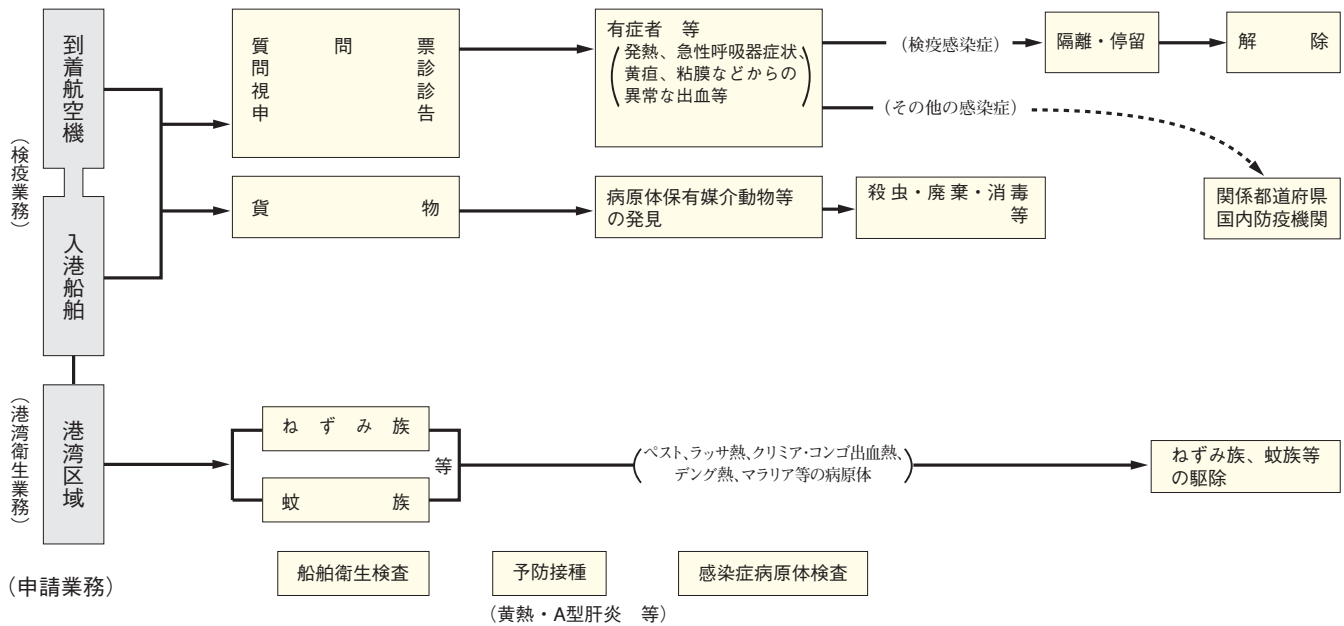 (検疫業務)
到着航空機
入港船舶
質問票
問診
視診
申告
有症者 等
(発熱、急性呼吸器症状、
黄疸、粘膜などからの
異常な出血等)
(検疫感染症)
隔離・停留
解除
(その他の感染症)
関係都道府県
国内防疫機関
貨物
病原体保有媒介動物等
の発見
殺虫・廃棄・消毒
等
(港湾衛生業務)
港湾区域
ねずみ族
蚊族
等
(ペスト、ラッサ熱、クリミア・コンゴ出血熱、
デング熱、マラリア等の病原体)
ねずみ族、蚊族等
の駆除
(申請業務)
船舶衛生検査
予防接種
(黄熱・A型肝炎 等)
感染症病原体検査